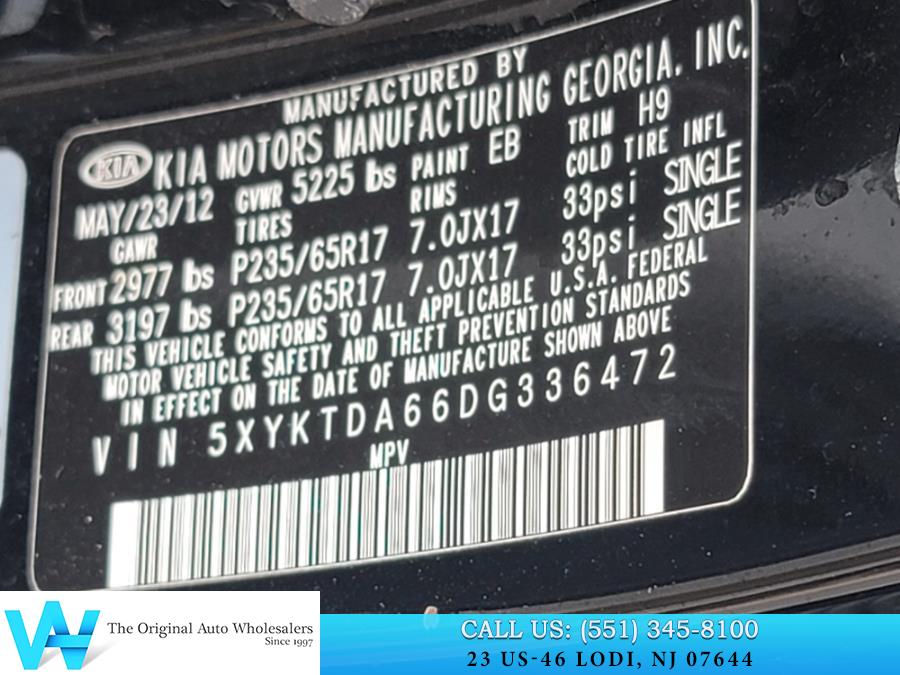 MANUFACTURED BY
KIA KIA MOTORS MANUFACTURING GEORGIA, INC.
MAY/23/12 GVWR 5225 lbs PAINT EB TRIM H9
GAWR TIRES RIMS COLD TIRE INFL
FRONT 2977 lbs P235/65R17 7.0JX17 33psi SINGLE
REAR 3197 lbs P235/65R17 7.0JX17 33psi SINGLE
THIS VEHICLE CONFORMS TO ALL APPLICABLE U.S.A. FEDERAL
MOTOR VEHICLE SAFETY AND THEFT PREVENTION STANDARDS
IN EFFECT ON THE DATE OF MANUFACTURE SHOWN ABOVE
VIN 5XYKTDA66DG336472
MPV
The Original Auto Wholesalers
Since 1997
CALL US: (551) 345-8100
23 US-46 LODI, NJ 07644